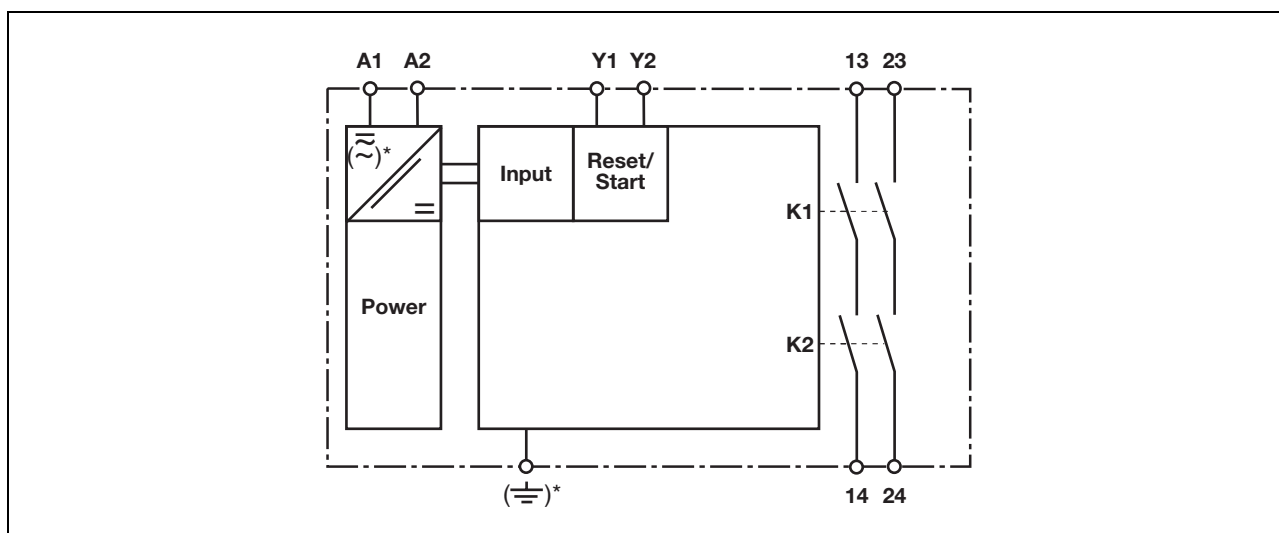 A1 A2 Y1 Y2 13 23
(≂)*
Input
Reset/
Start
K1
Power
K2
( )*
14 24